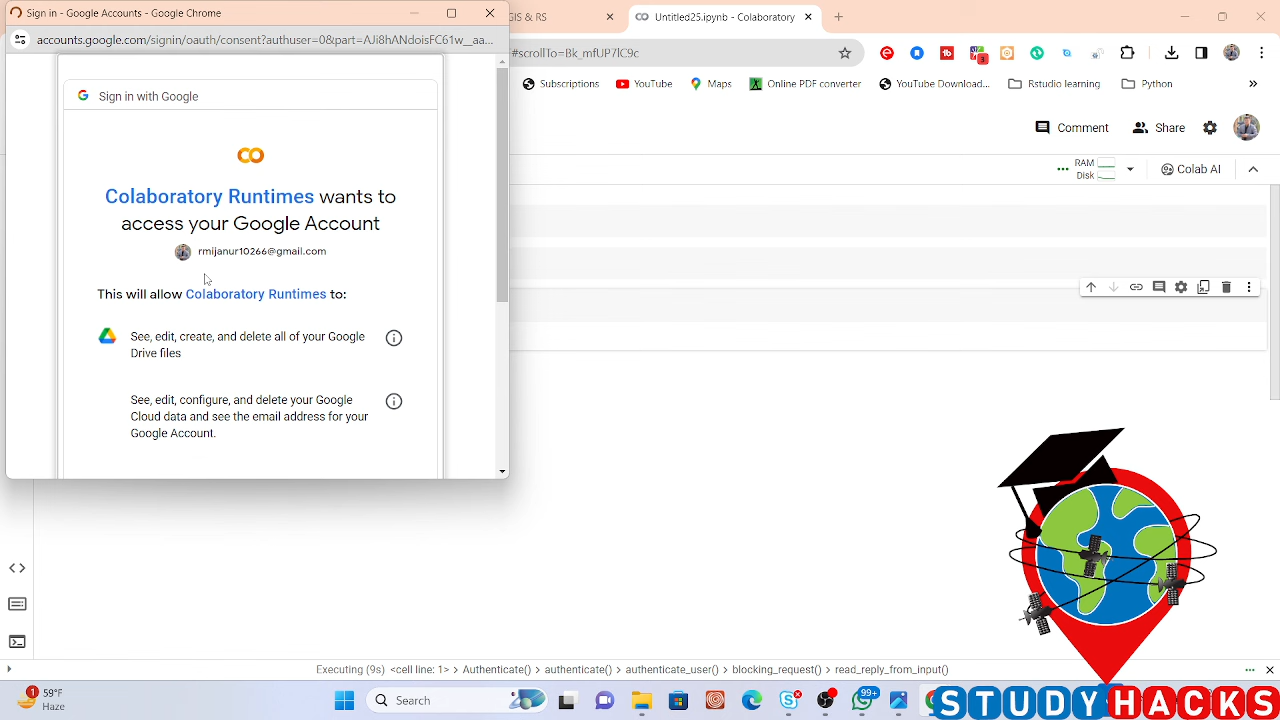 Sign in - Google Accounts - Google Chrome
accounts.google.com/signin/oauth/consent?authuser=0&part=AJi8hANdoisFC61w__aa...
GIS & RS
Untitled25.ipynb - Colaboratory
#scrollTo=Bk_mfUP7lC9c
3
Subscriptions
YouTube
Maps
Online PDF converter
YouTube Download...
Rstudio learning
Python
»
Comment
Share
RAM
Disk
Colab AI
Sign in with Google
Colaboratory Runtimes wants to
access your Google Account
rmijanur10266@gmail.com
This will allow Colaboratory Runtimes to:
See, edit, create, and delete all of your Google
Drive files
See, edit, configure, and delete your Google
Cloud data and see the email address for your
Google Account.
Executing (9s) <cell line: 1> > Authenticate() > authenticate() > authenticate_user() > blocking_request() > read_reply_from_input()
1
59°F
Haze
Search
99+
STUDYHACKS